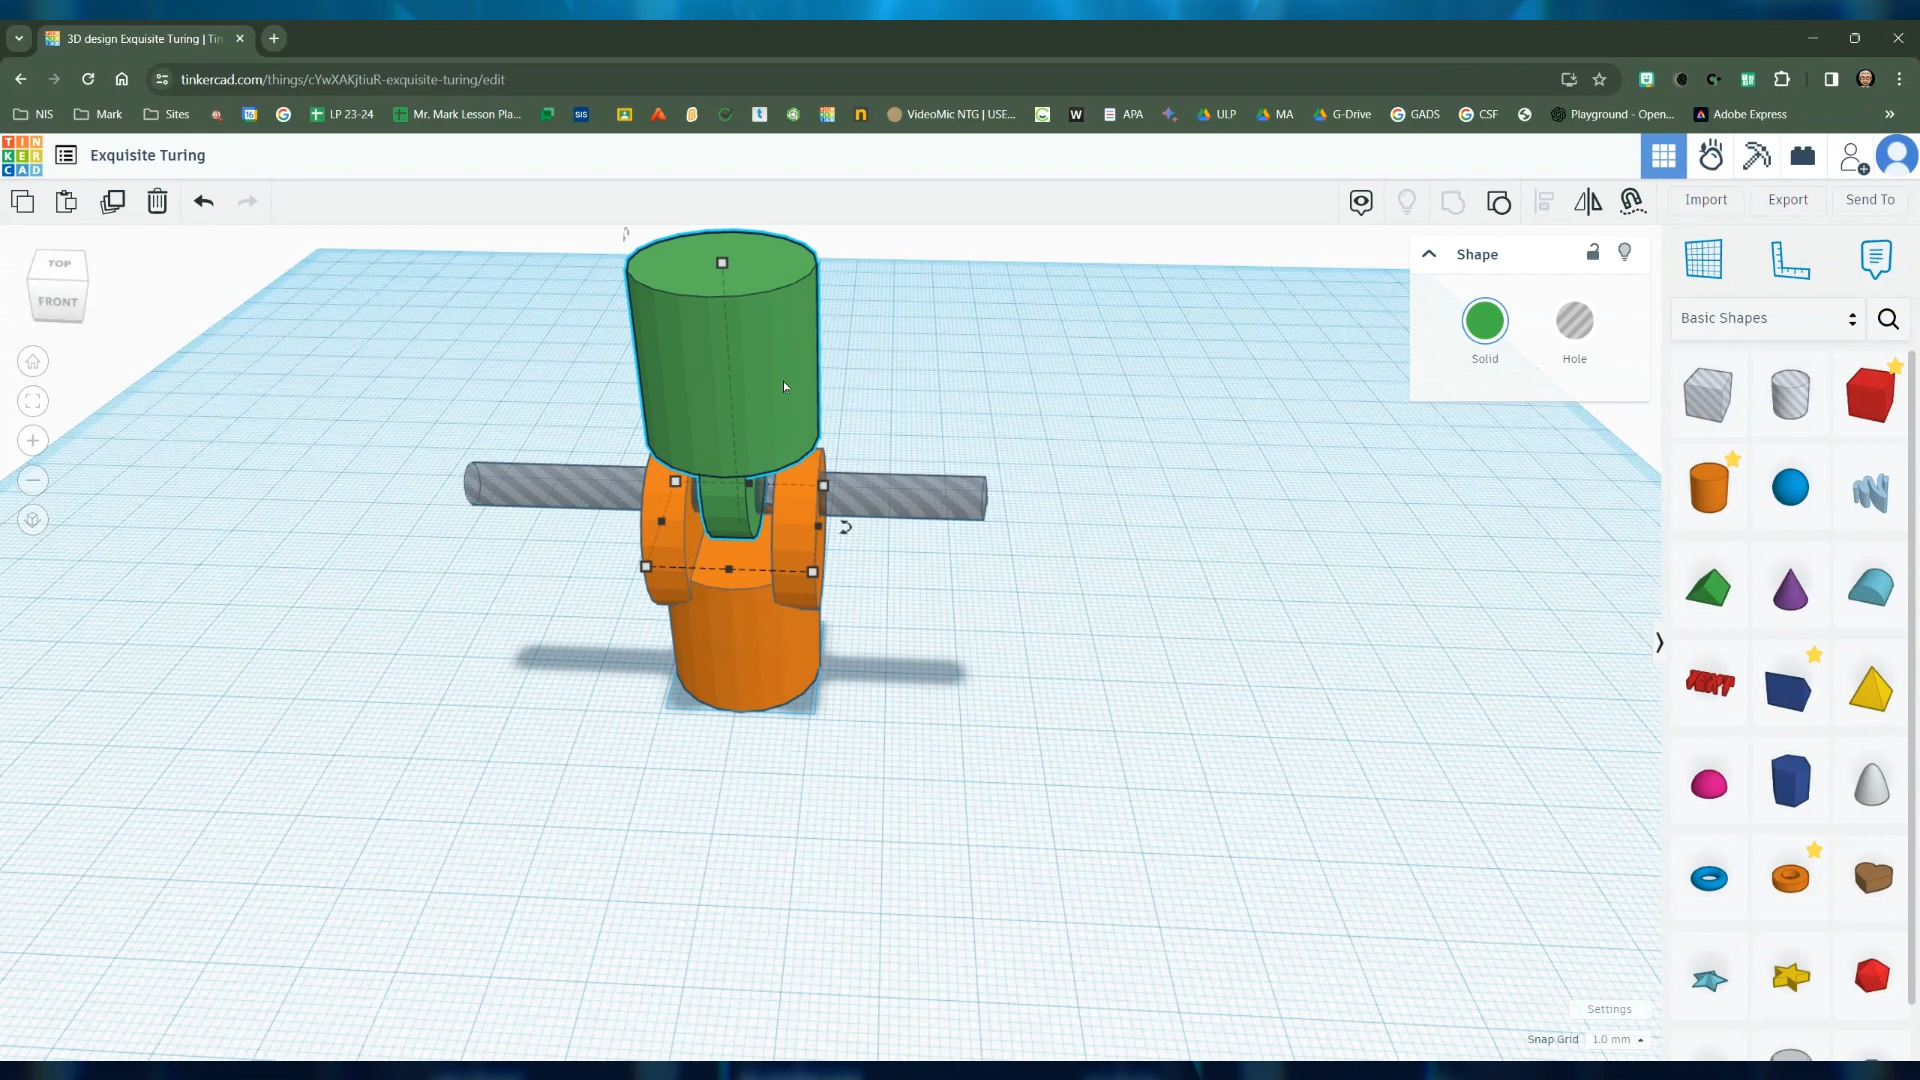 3D design Exquisite Turing | Tin
tinkercad.com/things/cYwXAKjtiuR-exquisite-turing/edit
NIS
Mark
Sites
16
LP 23-24
Mr. Mark Lesson Pla...
SIS
t
n
VideoMic NTG | USE...
C
W
APA
ULP
MA
G-Drive
GADS
CSF
Playground - Open...
Adobe Express
TIN
KER
CAD
Exquisite Turing
Import
Export
Send To
TOP
FRONT
Shape
Solid
Hole
Basic Shapes
TEXT
Settings
Snap Grid 1.0 mm